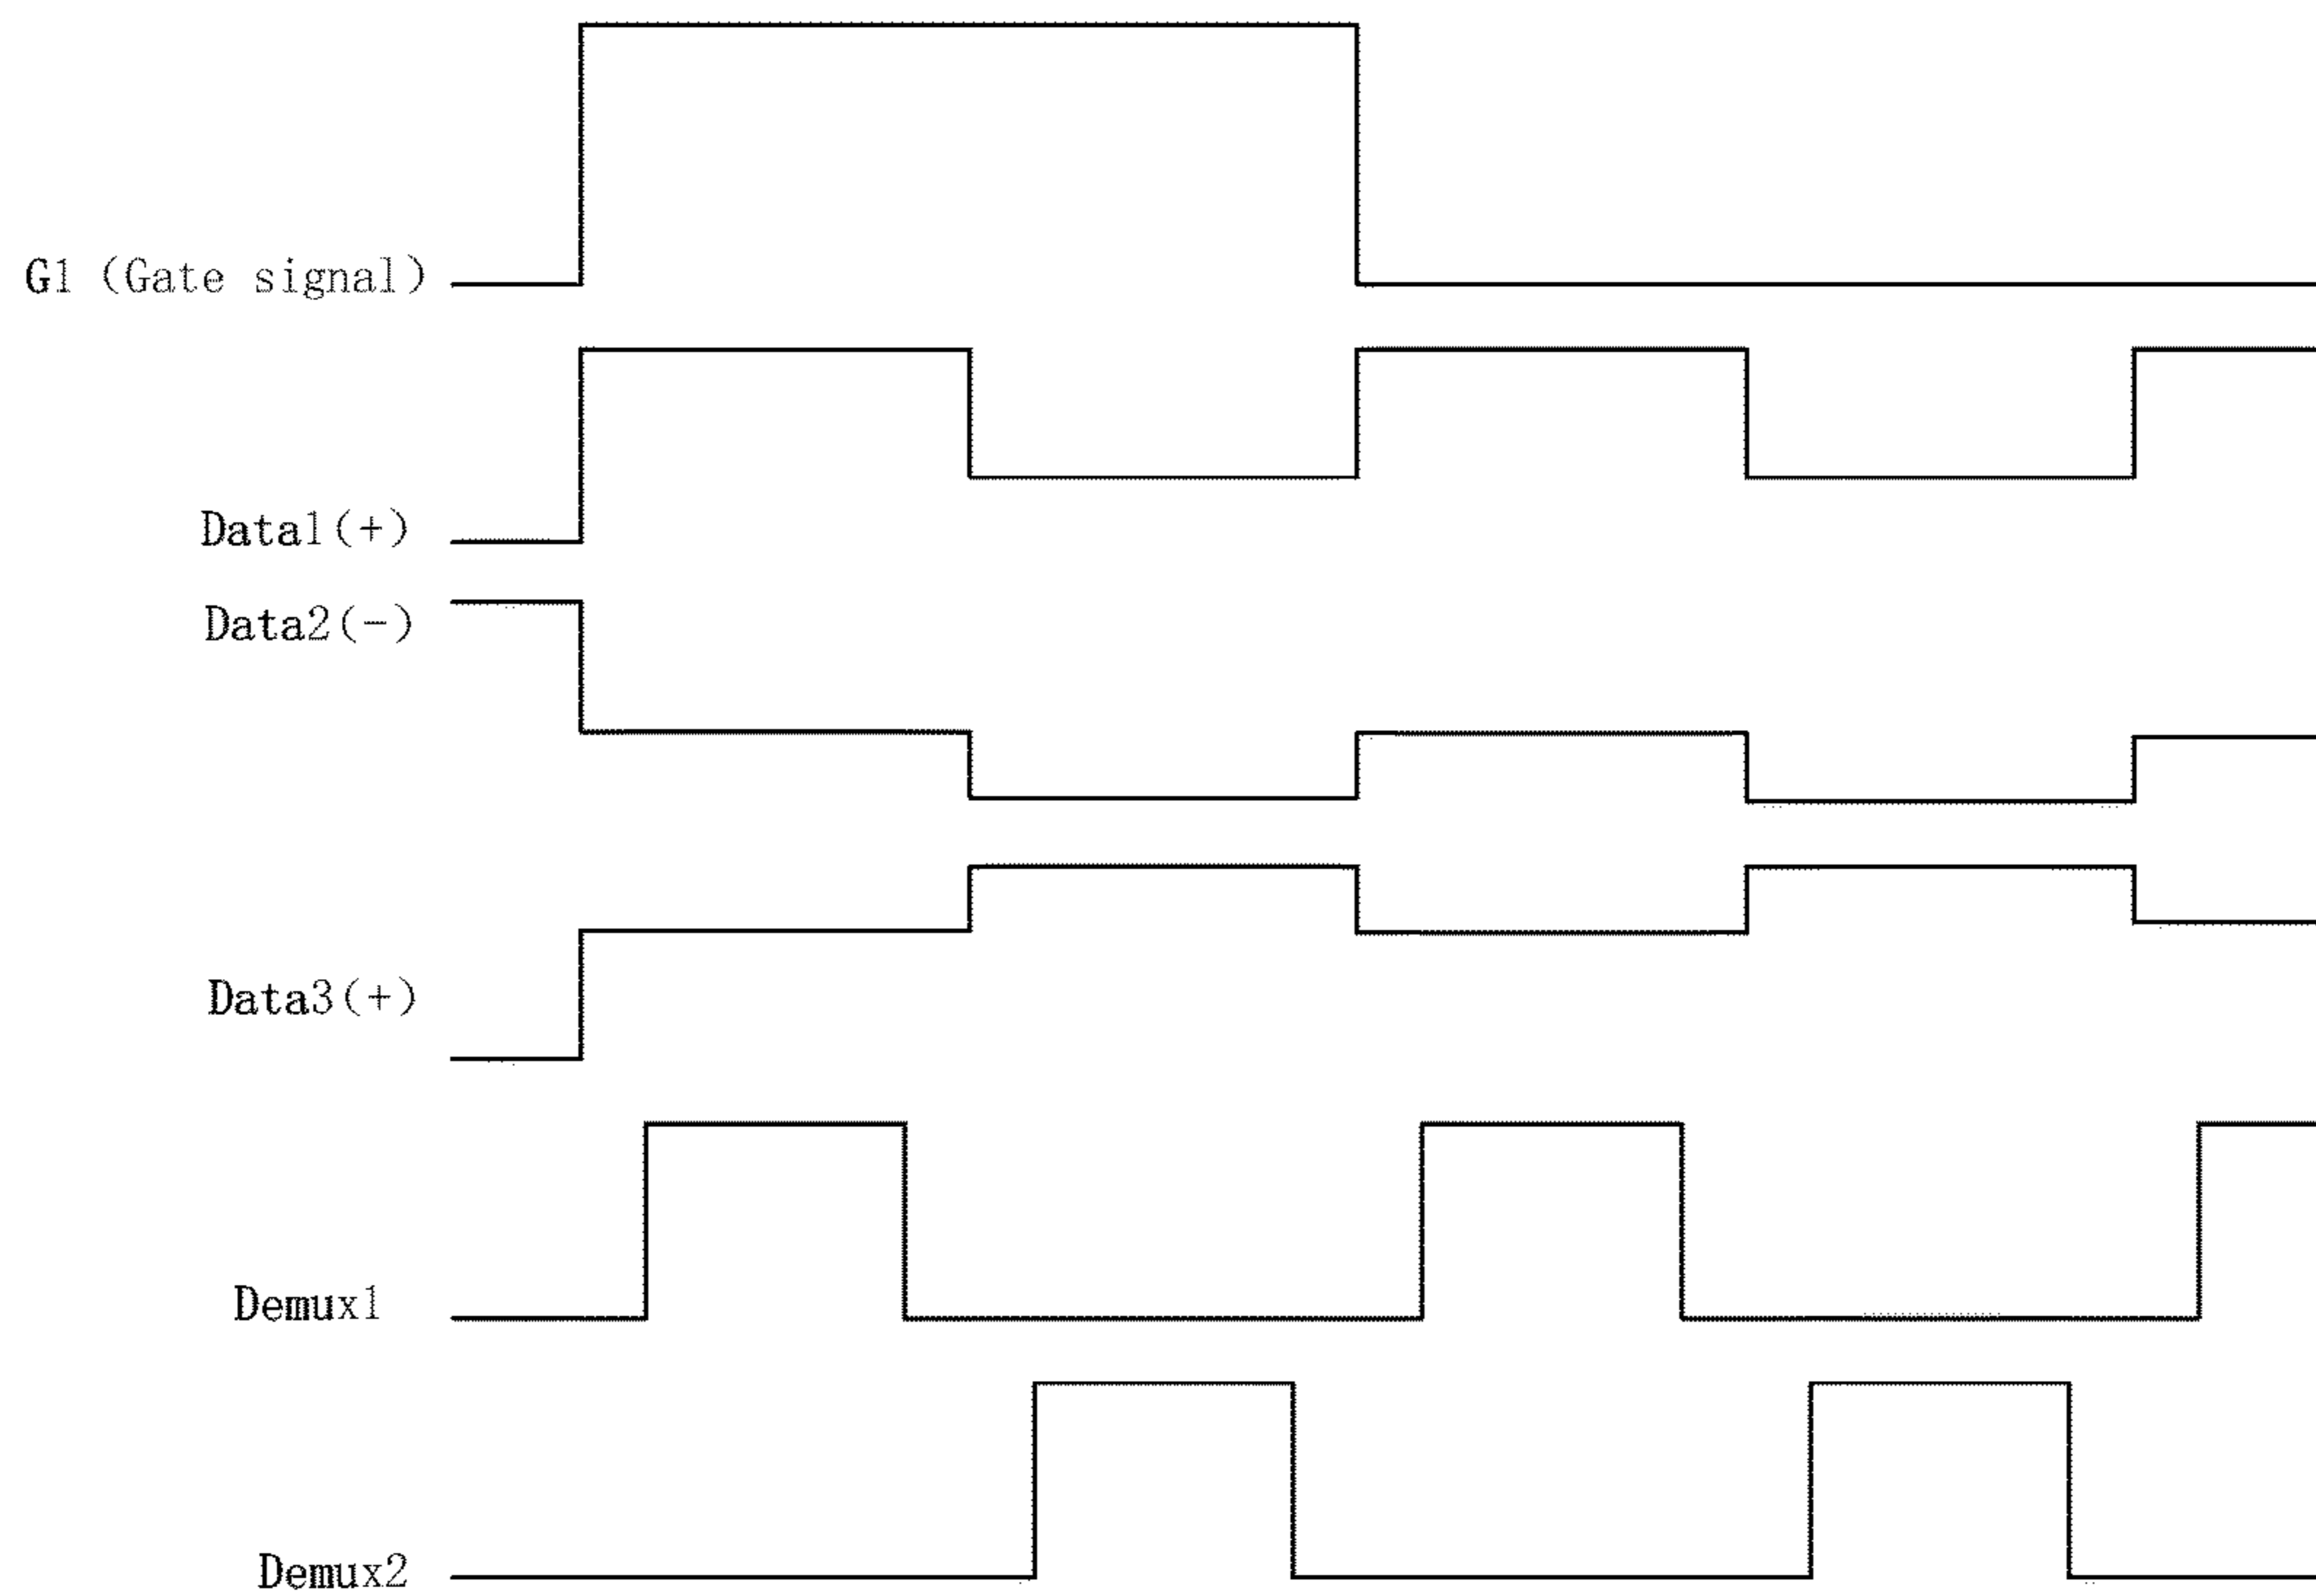 G1 (Gate signal)
Data1(+)
Data2(-)
Data3(+)
Demux1
Demux2